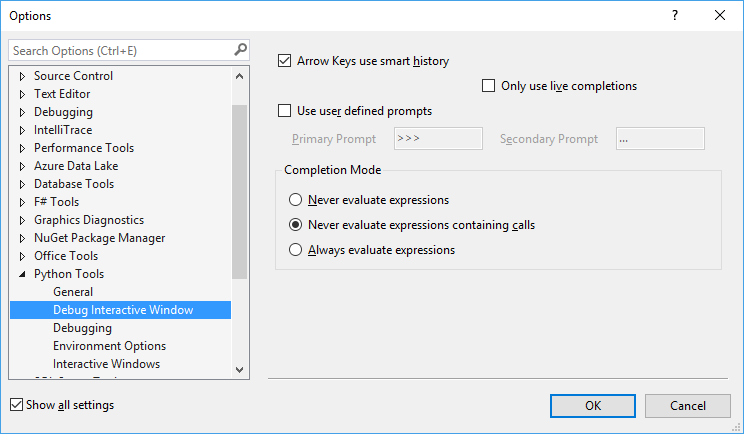 Options
?
Search Options (Ctrl+E)
Source Control
Text Editor
Debugging
IntelliTrace
Performance Tools
Azure Data Lake
Database Tools
F# Tools
Graphics Diagnostics
NuGet Package Manager
Office Tools
Python Tools
General
Debug Interactive Window
Debugging
Environment Options
Interactive Windows
Show all settings
Arrow Keys use smart history
Only use live completions
Use user defined prompts
Primary Prompt >>> Secondary Prompt ...
Completion Mode
Never evaluate expressions
Never evaluate expressions containing calls
Always evaluate expressions
OK Cancel